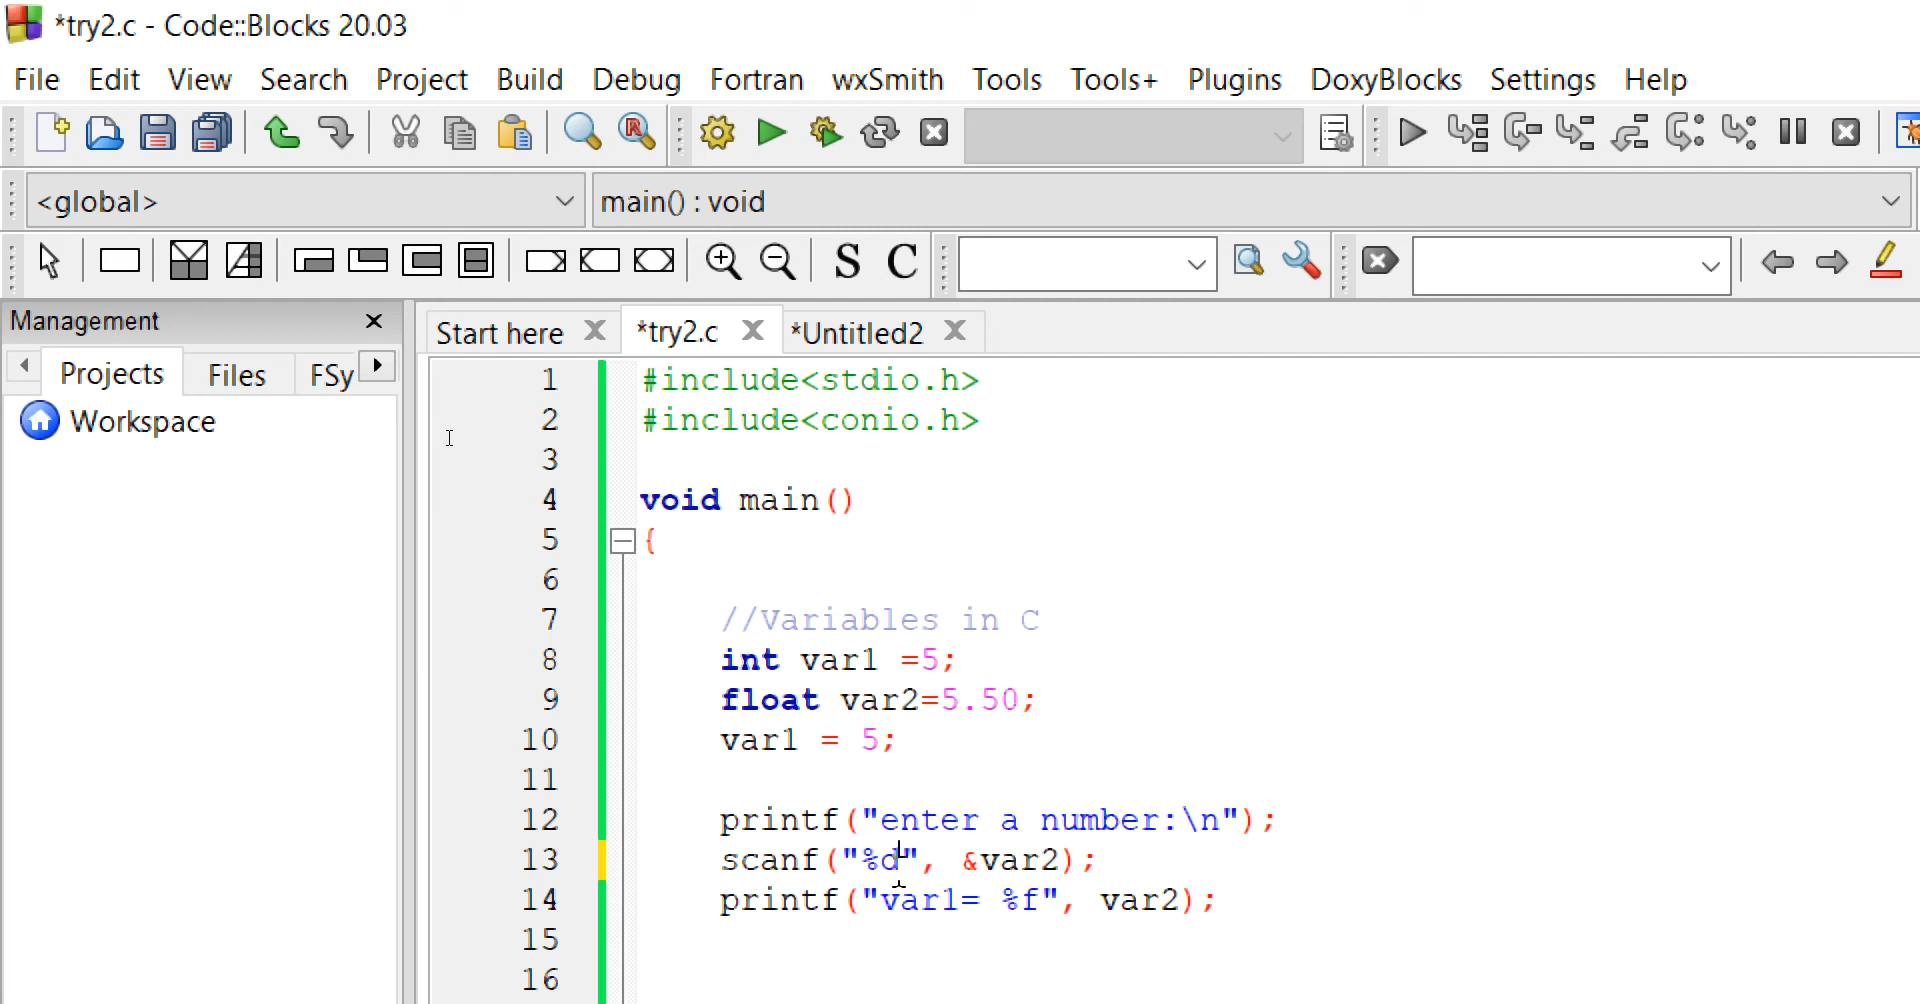 *try2.c - Code::Blocks 20.03
File Edit View Search Project Build Debug Fortran wxSmith Tools Tools+ Plugins DoxyBlocks Settings Help
<global> main() : void
S C
Management
Start here *try2.c *Untitled2
Projects Files FSy
Workspace
1 #include<stdio.h>
2 #include<conio.h>
3
4 void main()
5 {
6
7 //Variables in C
8 int var1 =5;
9 float var2=5.50;
10 var1 = 5;
11
12 printf("enter a number:\n");
13 scanf("%d", &var2);
14 printf("var1= %f", var2);
15
16